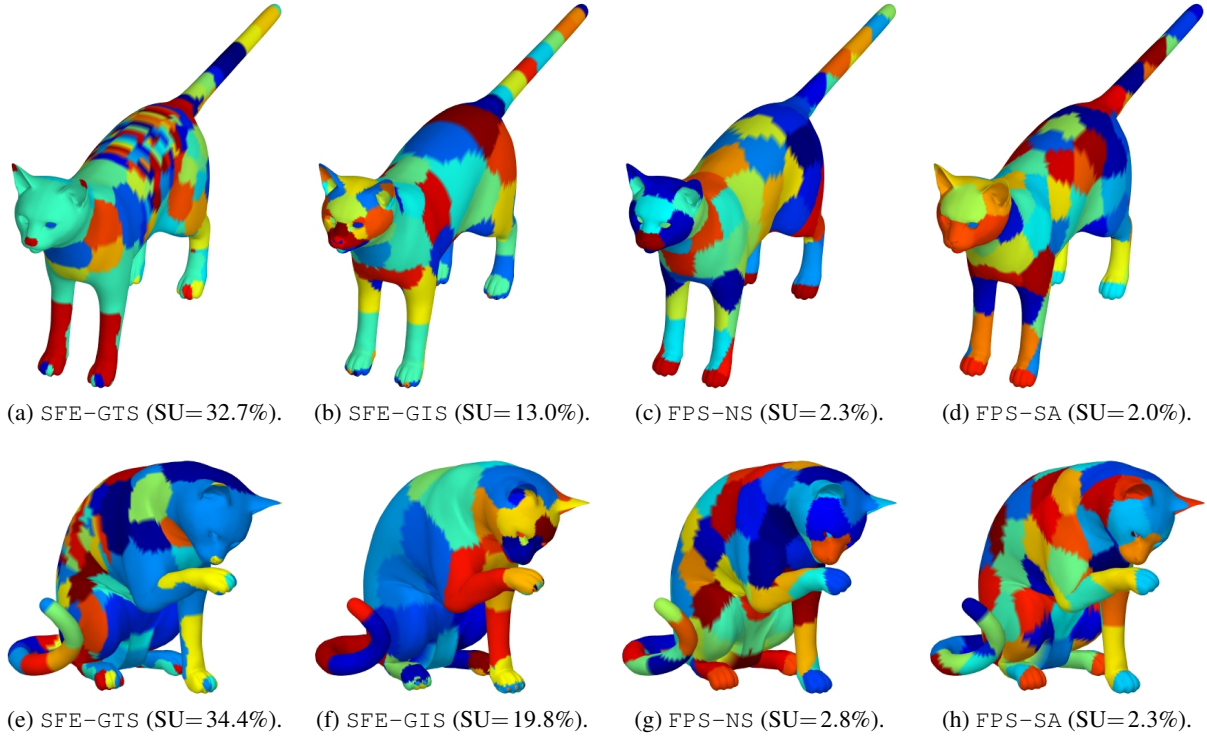 (a) SFE-GTS (SU=32.7%).
(b) SFE-GIS (SU=13.0%).
(c) FPS-NS (SU=2.3%).
(d) FPS-SA (SU=2.0%).
(e) SFE-GTS (SU=34.4%).
(f) SFE-GIS (SU=19.8%).
(g) FPS-NS (SU=2.8%).
(h) FPS-SA (SU=2.3%).